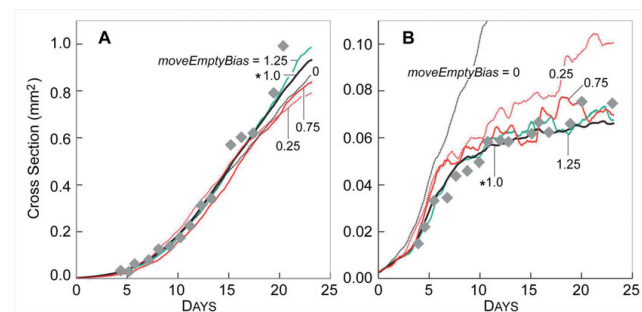 A
B
Cross Section (mm²)
1.0
0.8
0.6
0.4
0.2
0.0
moveEmptyBias = 1.25
*1.0
0
0.75
0.25
0 5 10 15 20 25
DAYS
0.10
0.08
0.06
0.04
0.02
0
moveEmptyBias = 0
0.25
0.75
*1.0
1.25
0 5 10 15 20 25
DAYS